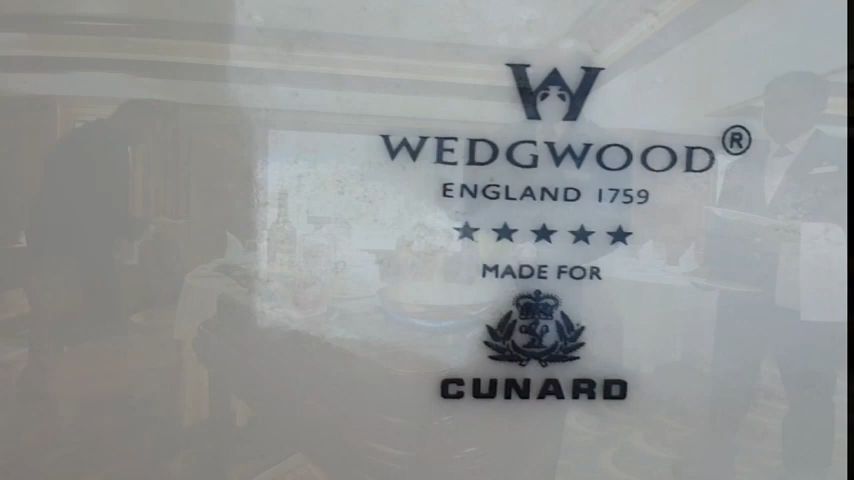 W
WEDGWOOD®
ENGLAND 1759
★★★★★
MADE FOR
CUNARD